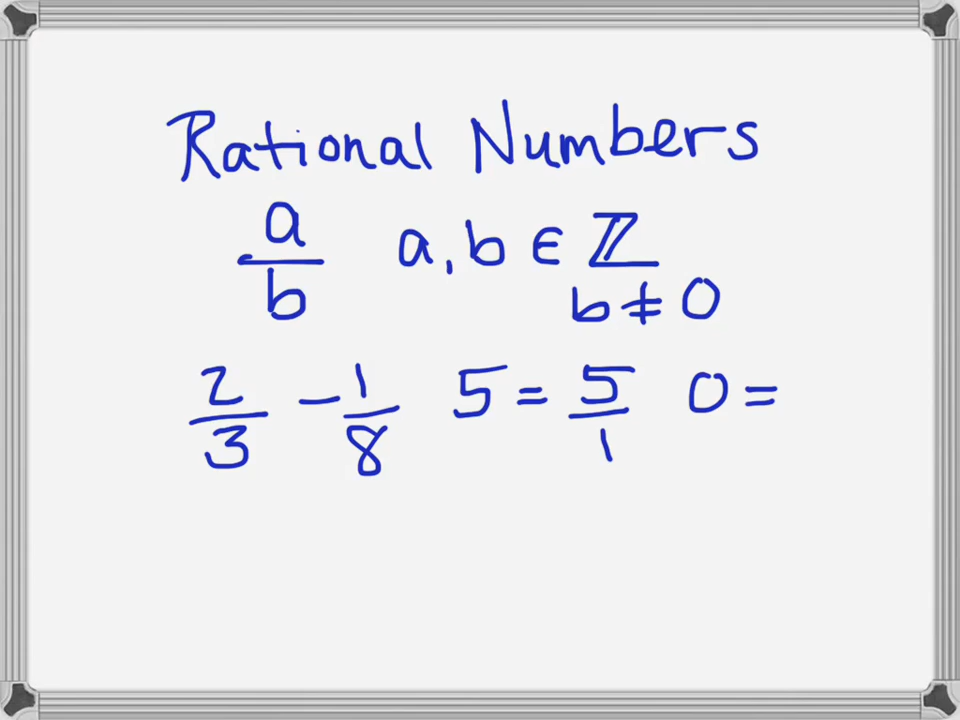 Rational Numbers
a/b a, b ∈ ℤ
b ≠ 0
2/3 -1/8 5 = 5/1 0 =